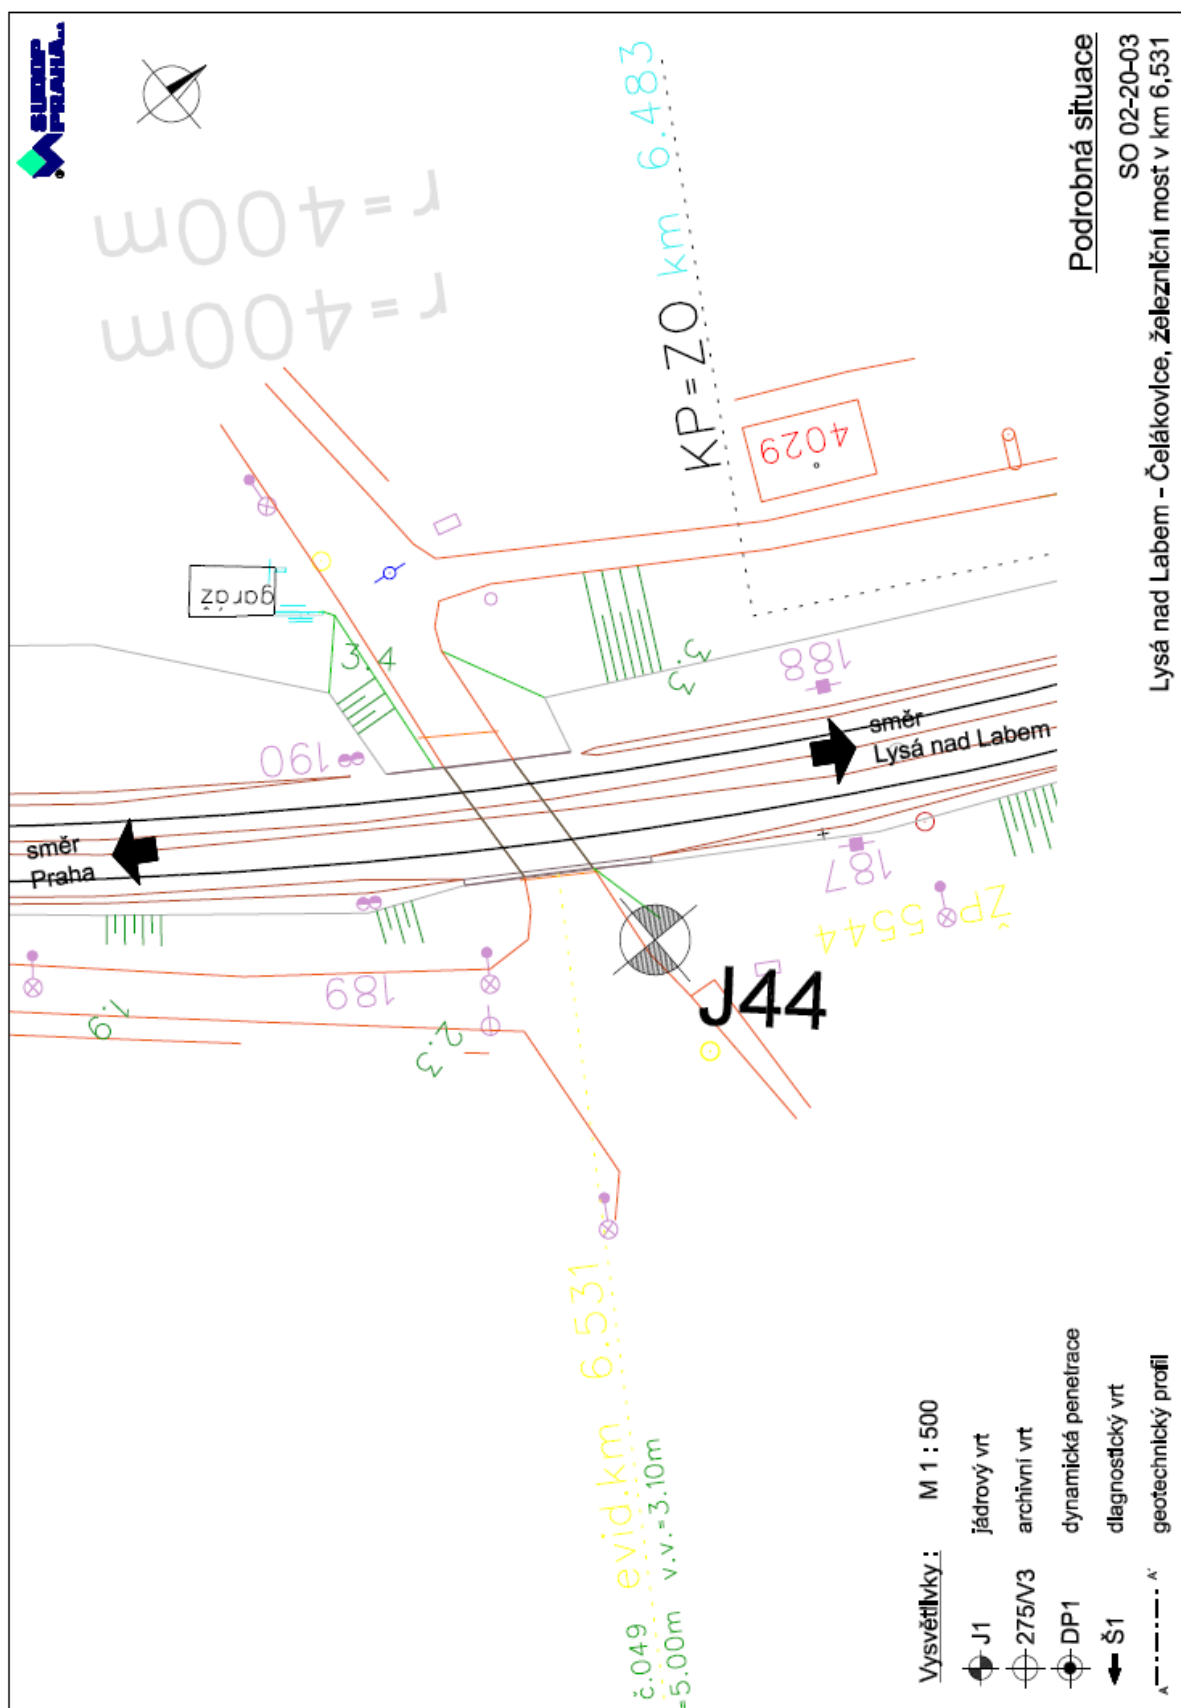 SUDOP
PRAHA a.s.
Podrobná situace
SO 02-20-03
Lysá nad Labem - Čelákovice, železniční most v km 6,531
r=400m
r=400m
KP=ZO km 6.483
4029
garáž
3.4
3.3
188
190
směr
Lysá nad Labem
směr
Praha
187
ŽP 5544
189
J44
1.9
2.3
č.049 evid.km 6.531
=5.00m v.v.=3.10m
Vysvětlivky :
M 1 : 500
J1 jádrový vrt
275/V3 archivní vrt
DP1 dynamická penetrace
Š1 diagnostický vrt
A A' geotechnický profil